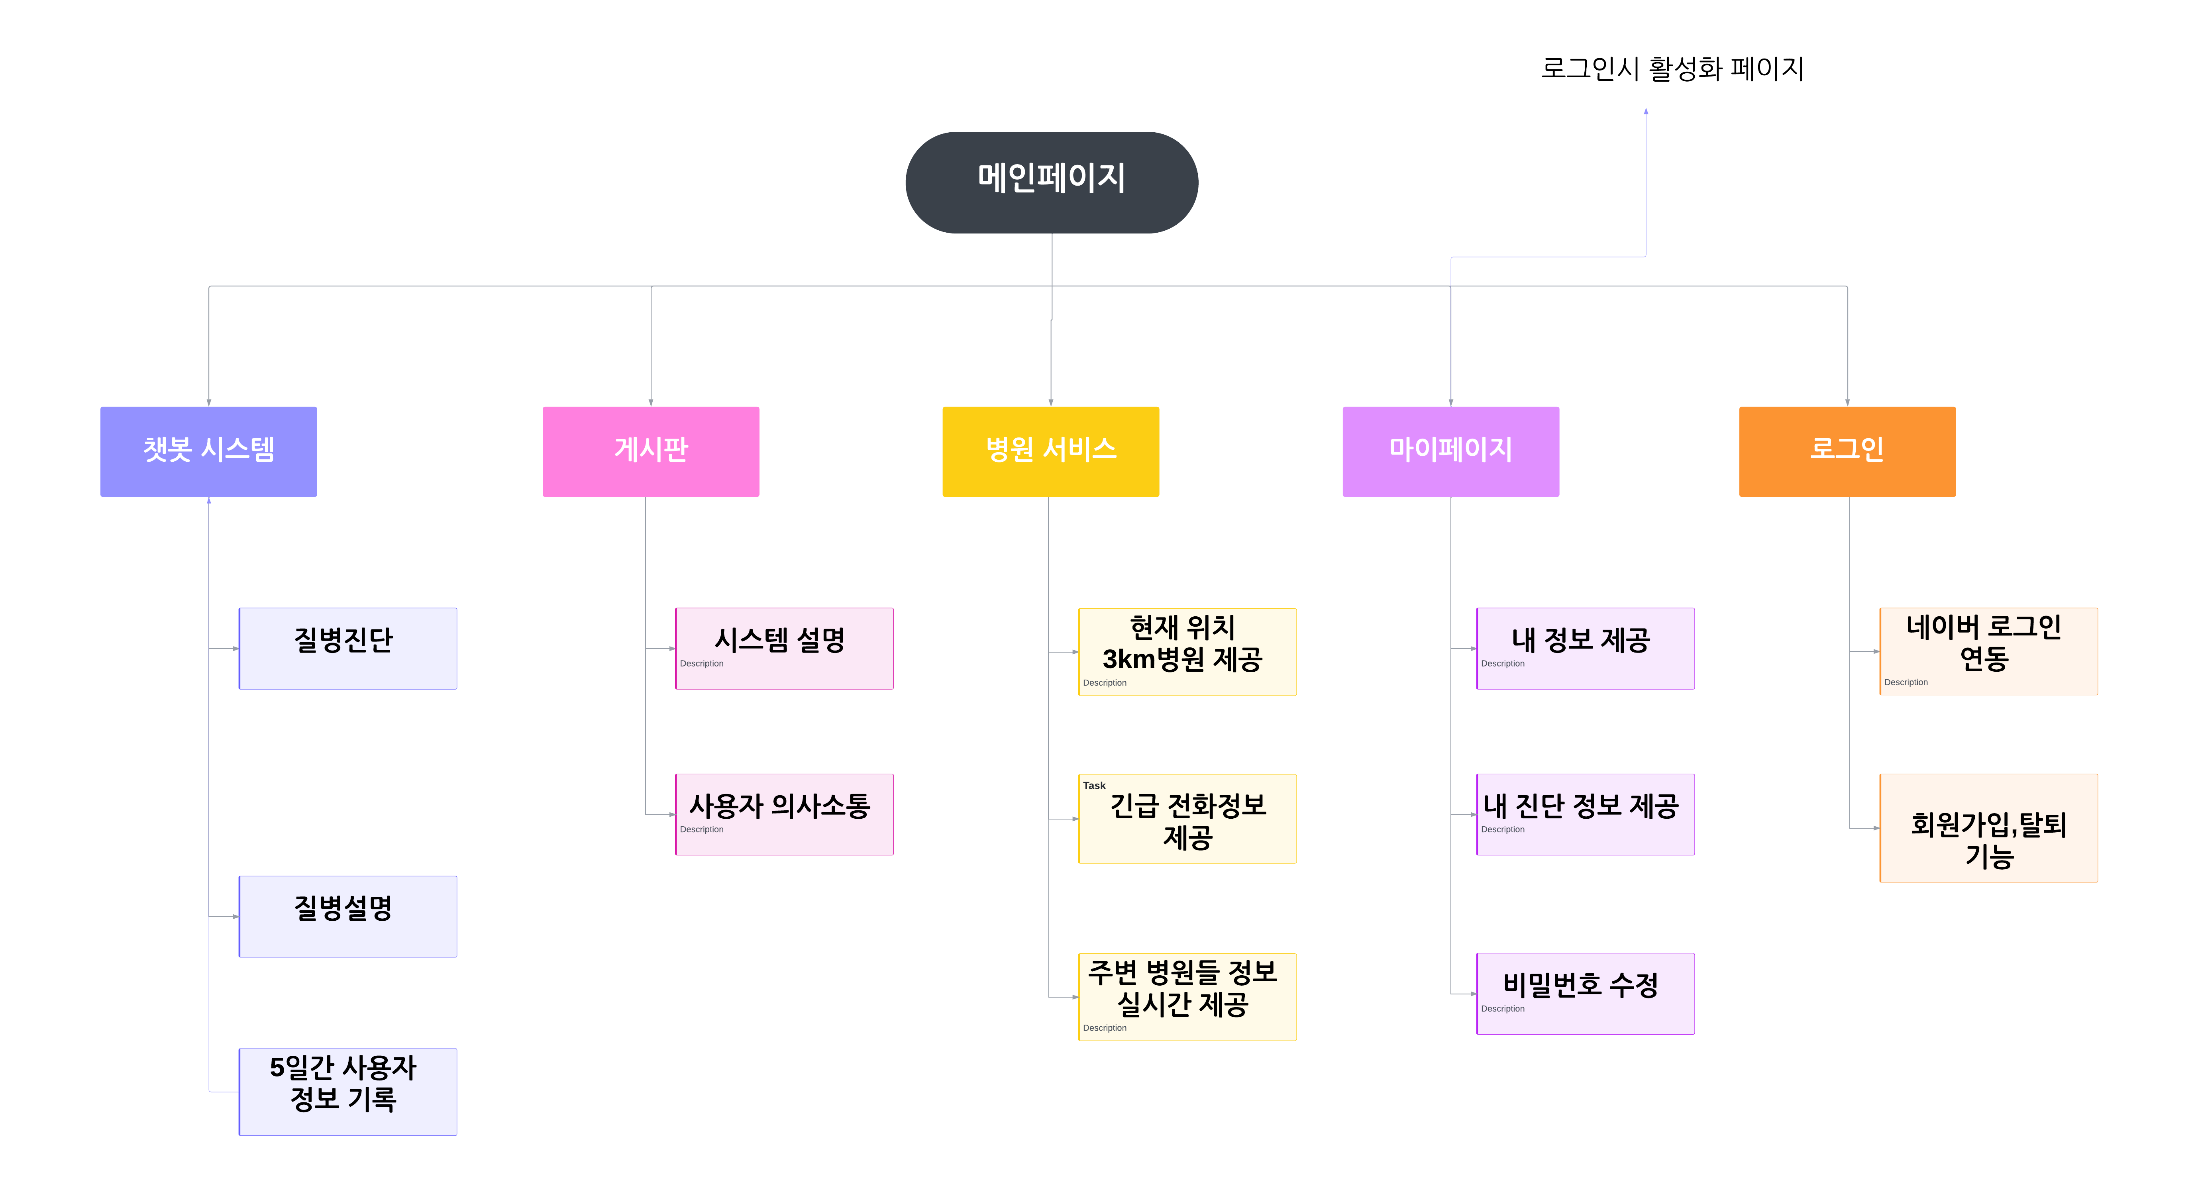 로그인시 활성화 페이지
메인페이지
챗봇 시스템
게시판
병원 서비스
마이페이지
로그인
질병진단
질병설명
5일간 사용자
정보 기록
시스템 설명
Description
사용자 의사소통
Description
현재 위치
3km병원 제공
Description
Task
긴급 전화정보
제공
주변 병원들 정보
실시간 제공
Description
내 정보 제공
Description
내 진단 정보 제공
Description
비밀번호 수정
Description
네이버 로그인
연동
Description
회원가입,탈퇴
기능